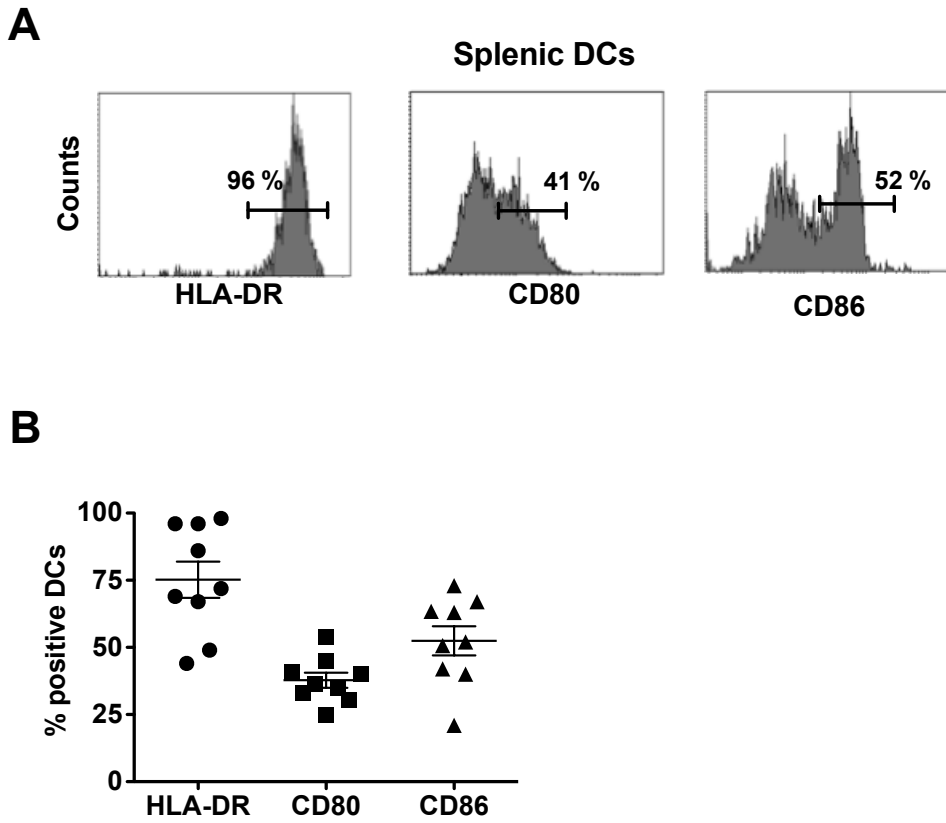 A
Splenic DCs
Counts
96 %
41 %
52 %
HLA-DR
CD80
CD86
B
% positive DCs
100
75
50
25
0
HLA-DR CD80 CD86